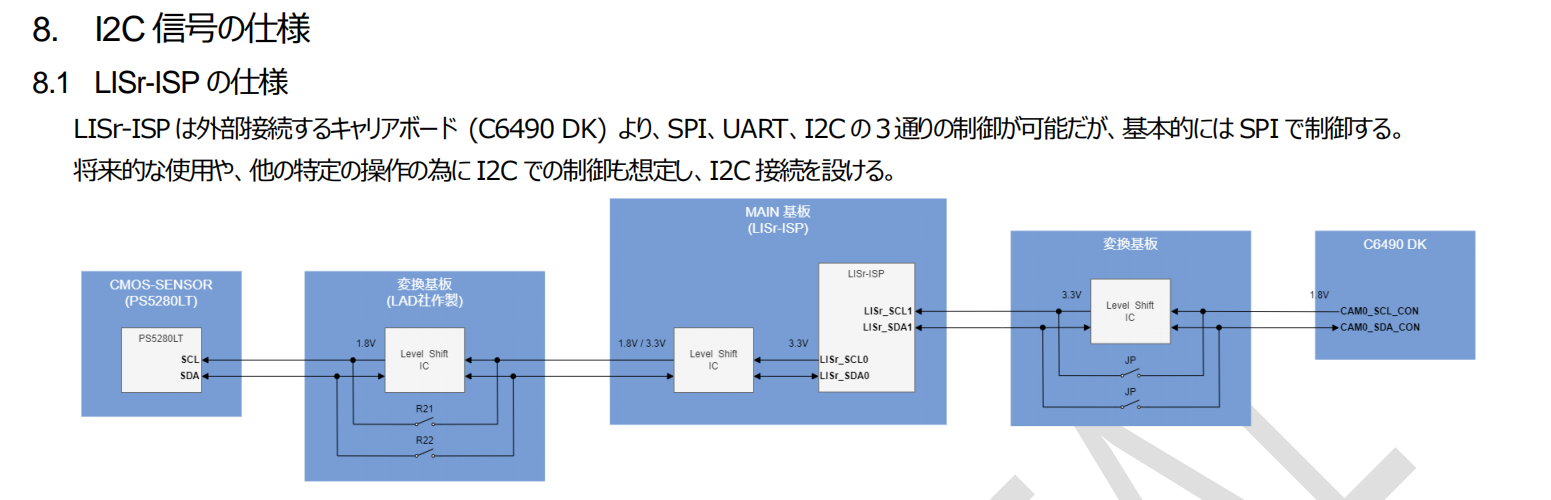 8. I2C 信号の仕様
8.1 LISr-ISP の仕様
LISr-ISP は外部接続するキャリアボード (C6490 DK) より、SPI、UART、I2C の３通りの制御が可能だが、基本的には SPI で制御する。
将来的な使用や、他の特定の操作の為に I2C での制御も想定し、I2C 接続を設ける。
CMOS-SENSOR
(PS5280LT)
PS5280LT
SCL
SDA
変換基板
(LAD社作製)
1.8V
Level Shift
IC
R21
R22
MAIN 基板
(LISr-ISP)
1.8V / 3.3V
Level Shift
IC
3.3V
LISr-ISP
LISr_SCL1
LISr_SDA1
LISr_SCL0
LISr_SDA0
変換基板
3.3V
Level Shift
IC
JP
JP
C6490 DK
1.8V
CAM0_SCL_CON
CAM0_SDA_CON